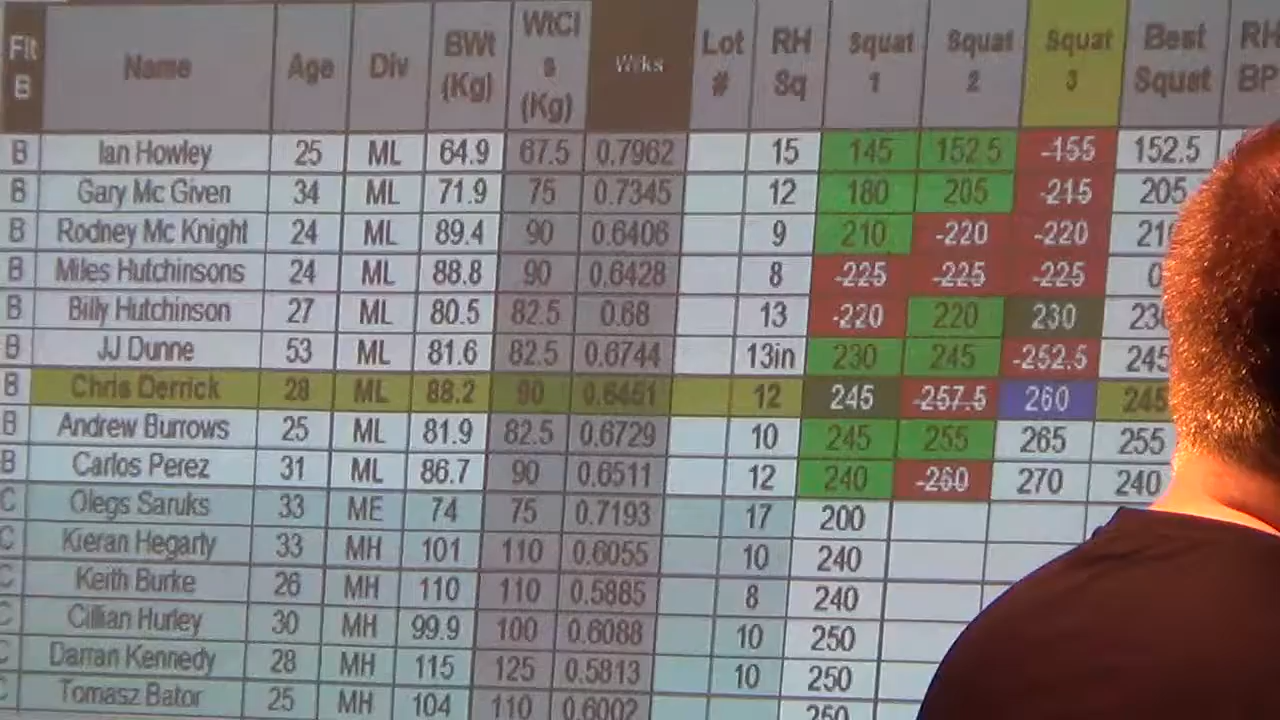 Flt B Name Age Div BWt (Kg) WtCls (Kg) Wilks Lot # RH Sq Squat 1 Squat 2 Squat 3 Best Squat RH BP
B Ian Howley 25 ML 64.9 67.5 0.7962 15 145 152.5 -155 152.5
B Gary Mc Given 34 ML 71.9 75 0.7345 12 180 205 -215 205
B Rodney Mc Knight 24 ML 89.4 90 0.6406 9 210 -220 -220
B Miles Hutchinsons 24 ML 88.8 90 0.6428 8 -225 -225 -225 0
B Billy Hutchinson 27 ML 80.5 82.5 0.68 13 -220 220 230
B JJ Dunne 53 ML 81.6 82.5 0.6744 13in 230 245 -252.5 245
B Chris Derrick 28 ML 88.2 90 0.6451 12 245 -257.5 260 245
B Andrew Burrows 25 ML 81.9 82.5 0.6729 10 245 255 265 255
B Carlos Perez 31 ML 86.7 90 0.6511 12 240 -260 270 240
C Olegs Saruks 33 ME 74 75 0.7193 17 200
C Kieran Hegarty 33 MH 101 110 0.6055 10 240
C Keith Burke 26 MH 110 110 0.5885 8 240
C Cillian Hurley 30 MH 99.9 100 0.6088 10 250
C Darran Kennedy 28 MH 115 125 0.5813 10 250
C Tomasz Bator 25 MH 104 110 0.6002 250